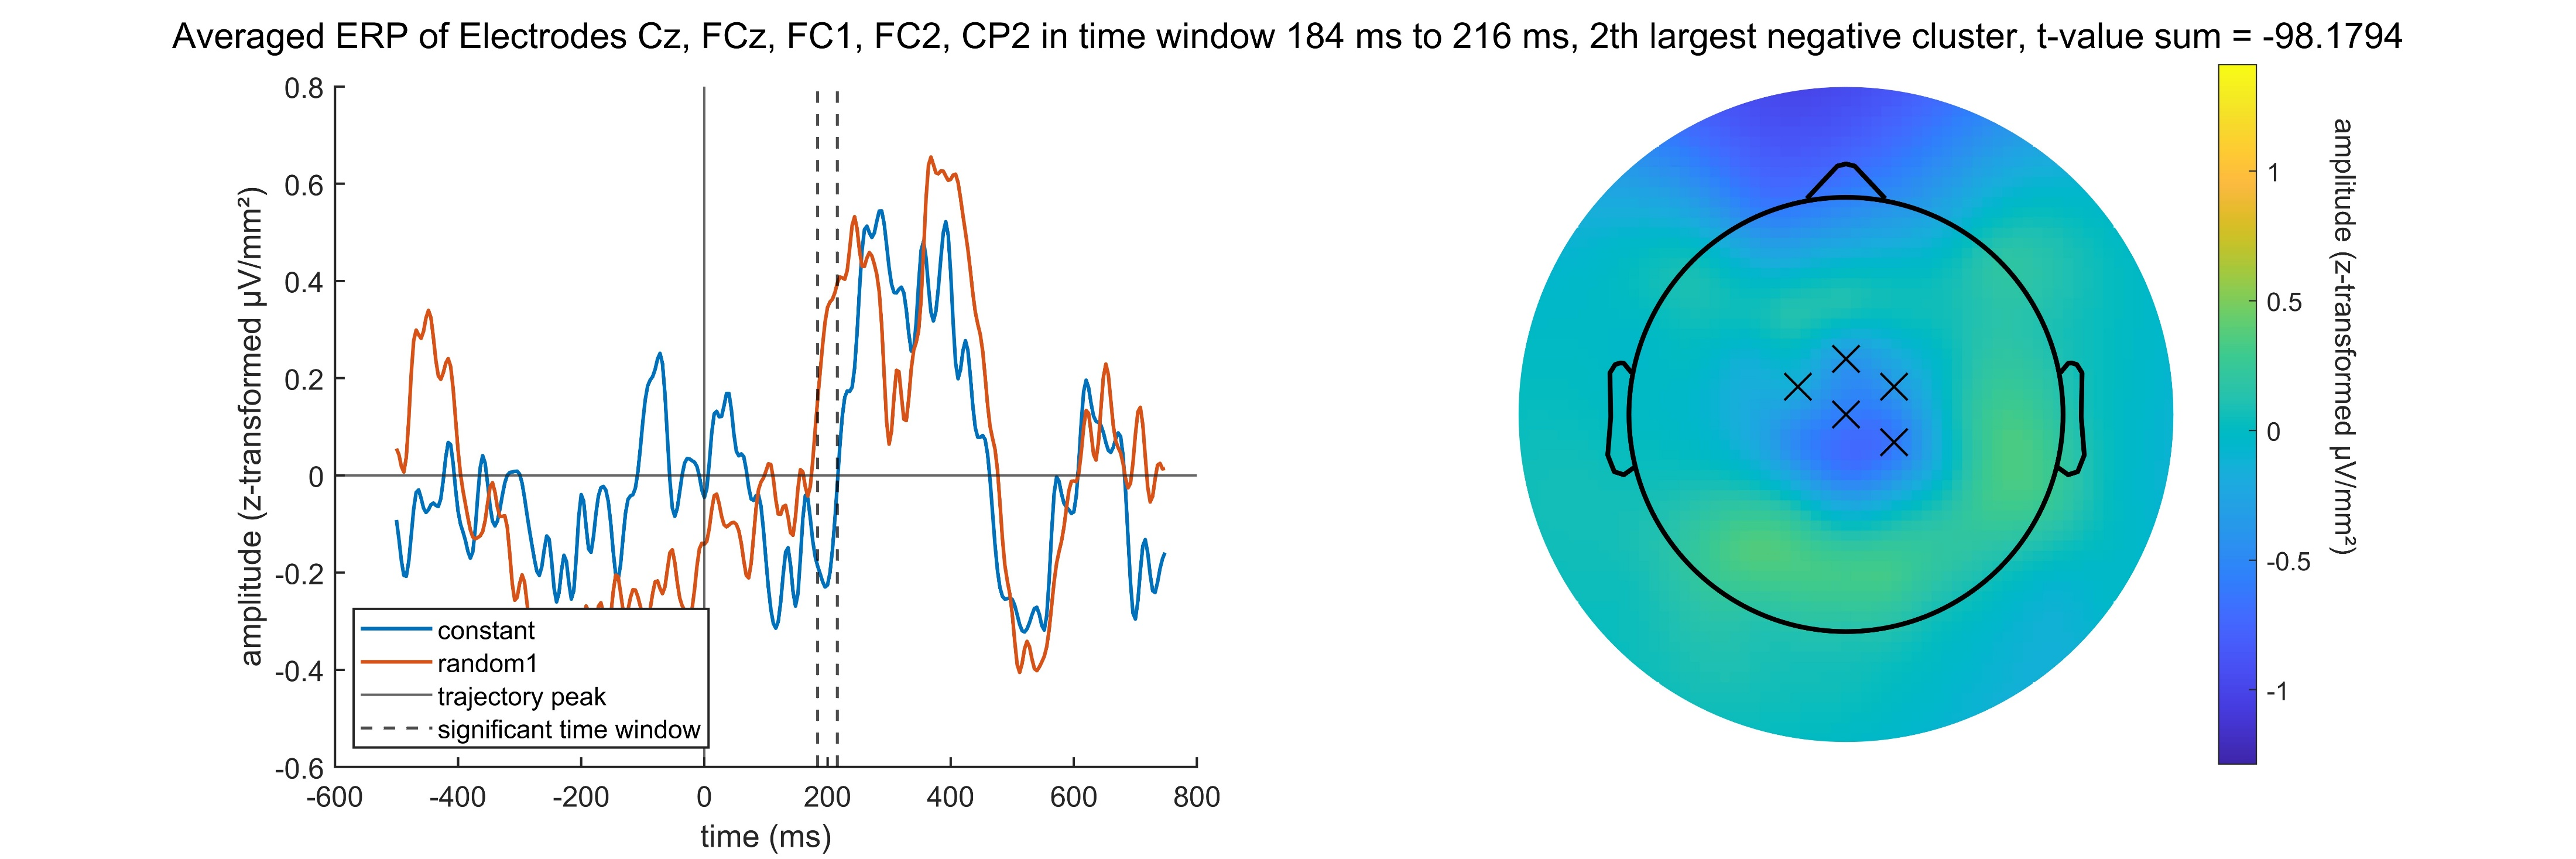 Averaged ERP of Electrodes Cz, FCz, FC1, FC2, CP2 in time window 184 ms to 216 ms, 2th largest negative cluster, t-value sum = -98.1794
amplitude (z-transformed µV/mm²)
0.8
0.6
0.4
0.2
0
-0.2
-0.4
-0.6
constant
random1
trajectory peak
significant time window
-600
-400
-200
0
200
400
600
800
time (ms)
1
0.5
0
-0.5
-1
amplitude (z-transformed µV/mm²)